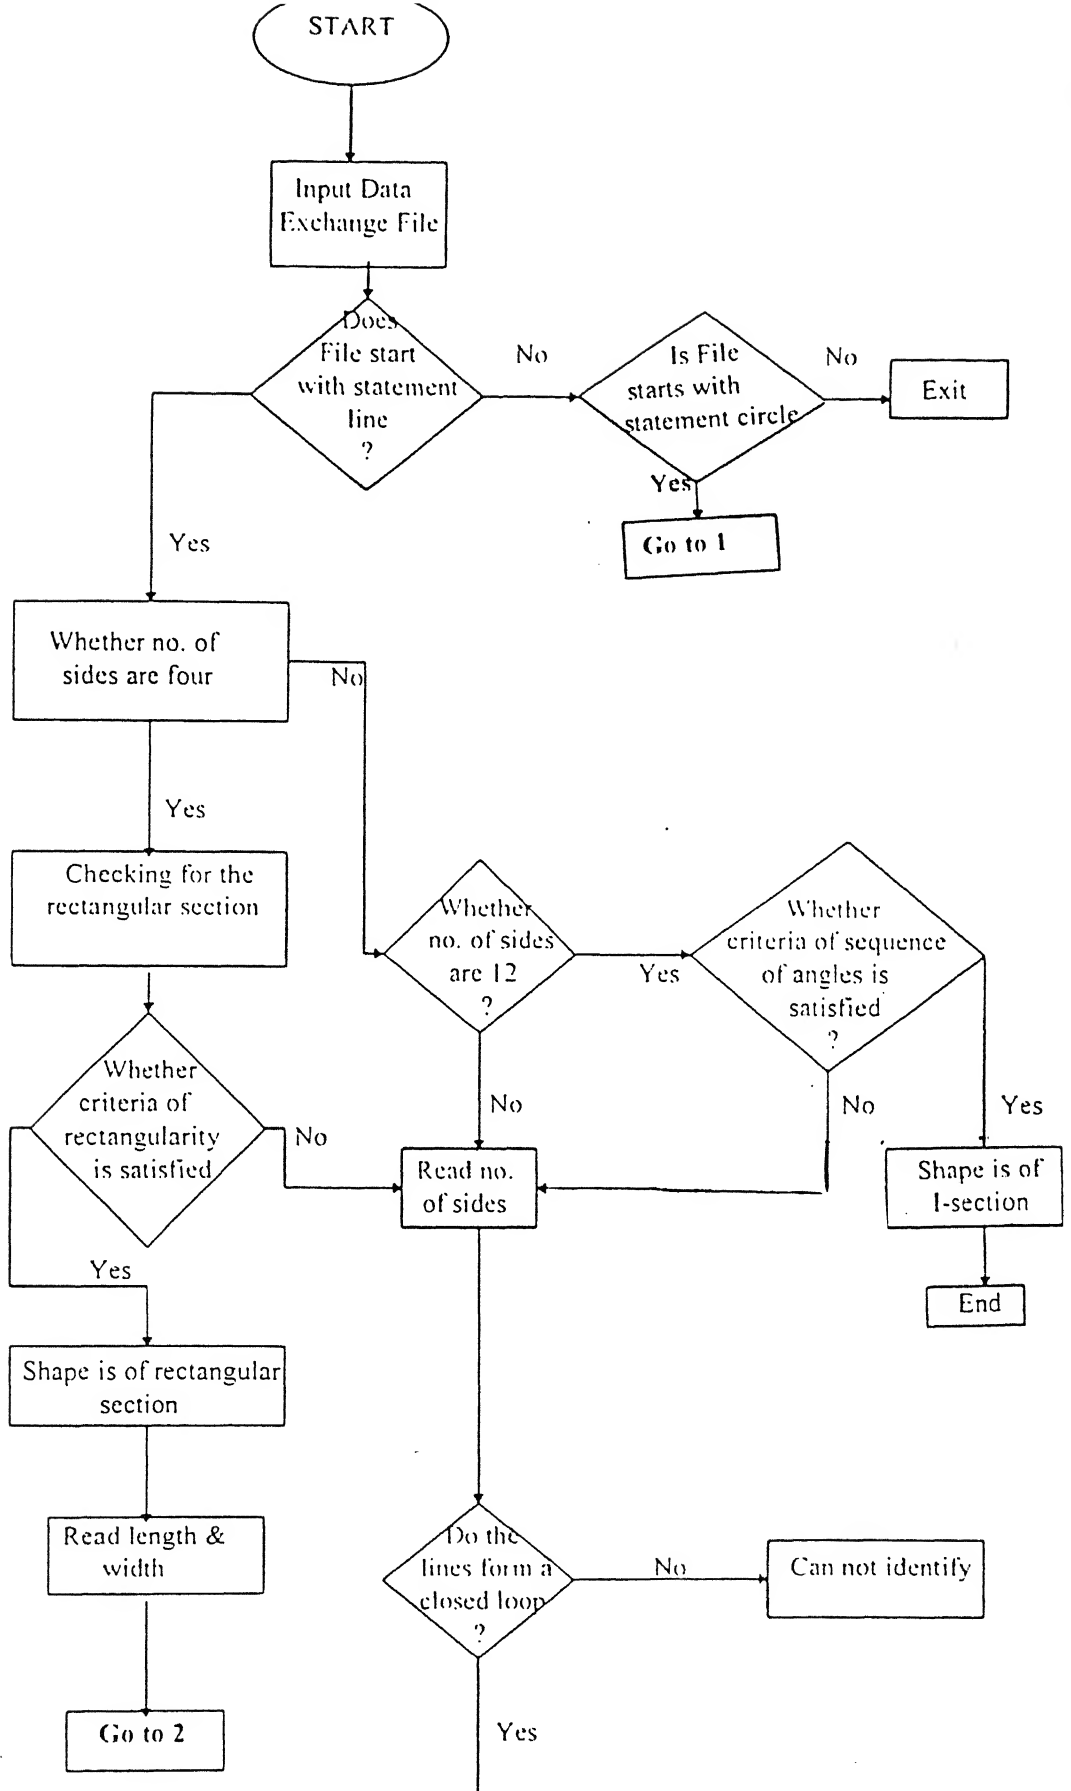 START
Input Data
Exchange File
Does
File start
with statement
line
?
No
Is File
starts with
statement circle
No
Exit
Yes
Go to 1
Yes
Whether no. of
sides are four
No
Yes
Checking for the
rectangular section
Whether
no. of sides
are 12
?
Yes
Whether
criteria of sequence
of angles is
satisfied
?
Whether
criteria of
rectangularity
is satisfied
No
No
No
Yes
Read no.
of sides
Shape is of
I-section
Yes
End
Shape is of rectangular
section
Do the
lines form a
closed loop
?
No
Can not identify
Read length &
width
Go to 2
Yes